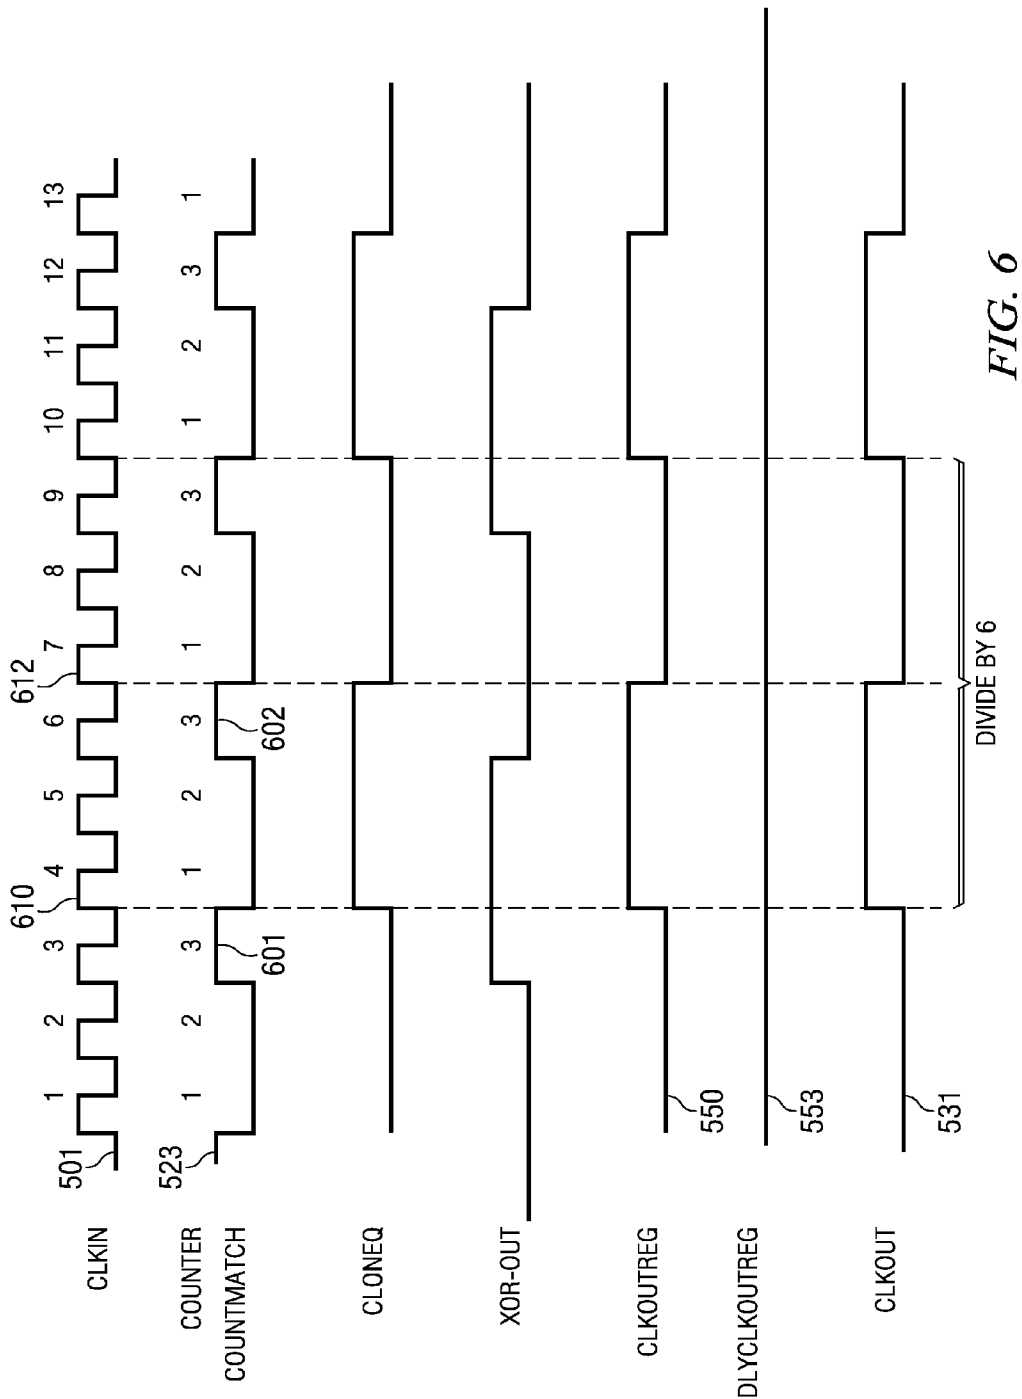 610
612
1 2 3 4 5 6 7 8 9 10 11 12 13
CLKIN
501
COUNTER
1 2 3 1 2 3 1 2 3 1 2 3 1
COUNTMATCH
523
601
602
CLONEQ
XOR-OUT
CLKOUTREG
550
DLYCLKOUTREG
553
CLKOUT
531
DIVIDE BY 6
FIG. 6